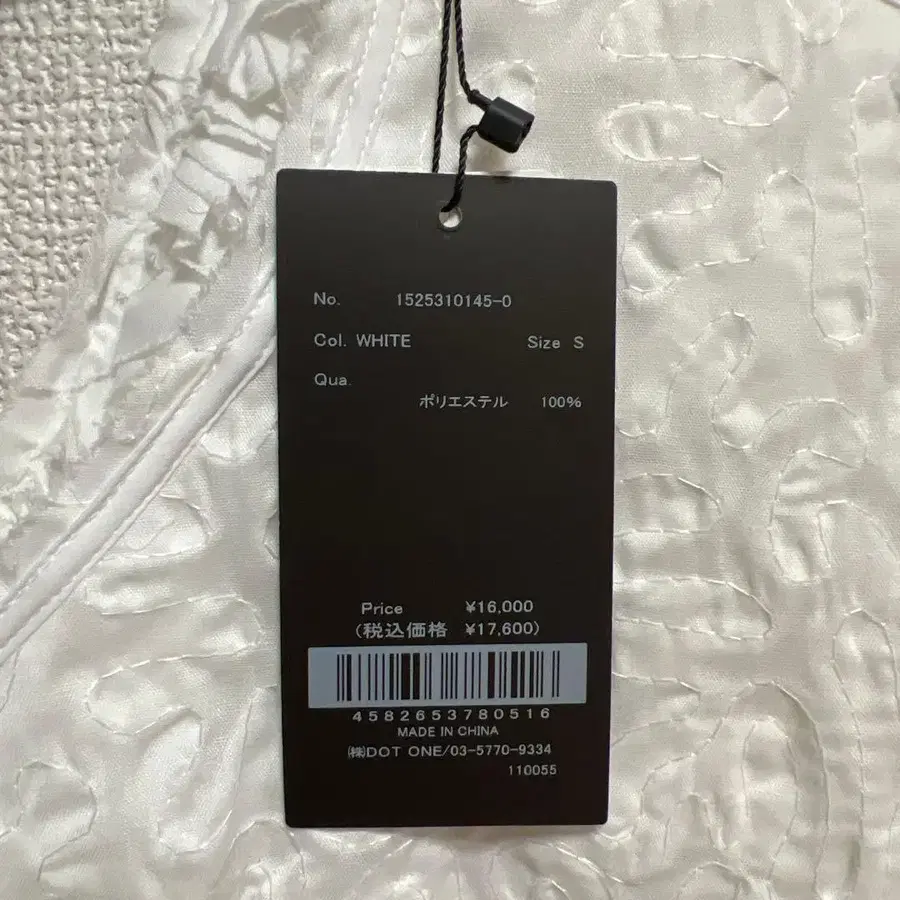 No. 1525310145-0
Col. WHITE Size S
Qua.
ポリエステル 100%
Price ¥16,000
(税込価格 ¥17,600)
4582653780516
MADE IN CHINA
㈱DOT ONE/03-5770-9334
110055